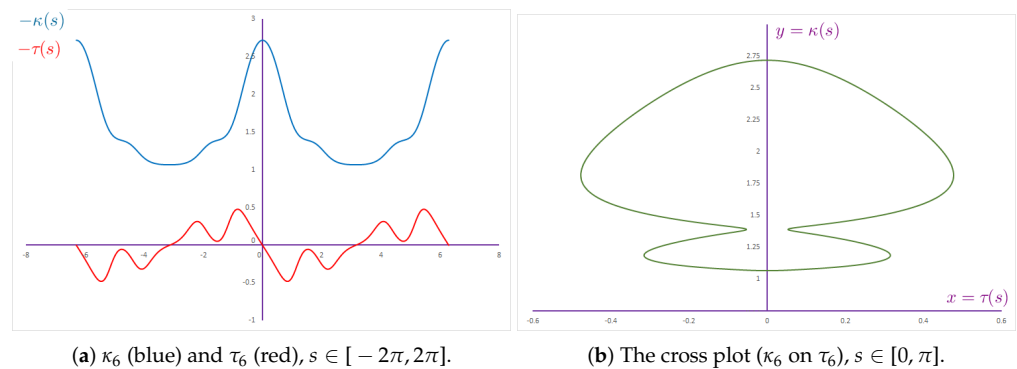 −κ(s)
−τ(s)
3
2.5
2
1.5
1
0.5
0
-8 -6 -4 -2 0 2 4 6 8
-0.5
-1
(a) κ₆ (blue) and τ₆ (red), s ∈ [ − 2π, 2π].
y = κ(s)
2.75
2.5
2.25
2
1.75
1.5
1.25
1
x = τ(s)
-0.6 -0.4 -0.2 0 0.2 0.4 0.6
(b) The cross plot (κ₆ on τ₆), s ∈ [0, π].